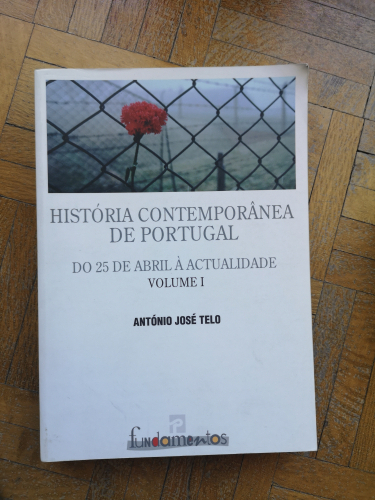 HISTÓRIA CONTEMPORÂNEA
DE PORTUGAL
DO 25 DE ABRIL À ACTUALIDADE
VOLUME I
ANTÓNIO JOSÉ TELO
fundamentos